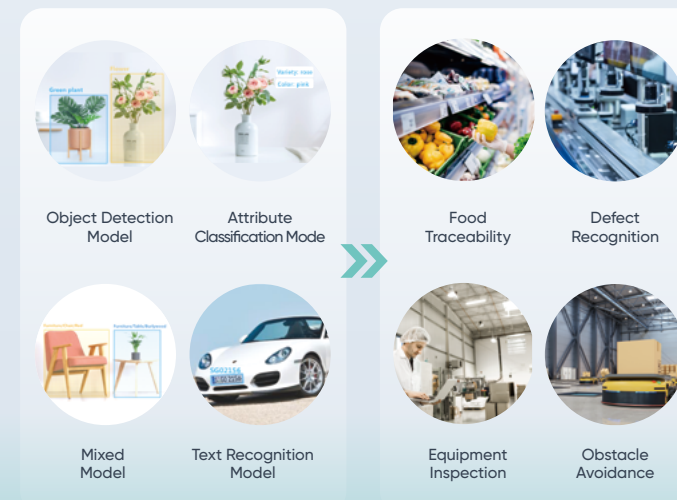 Green plant
Variety: rose
Color: pink
Object Detection
Model
Attribute
Classification Mode
Food
Traceability
Defect
Recognition
SG02156
Mixed
Model
Text Recognition
Model
Equipment
Inspection
Obstacle
Avoidance